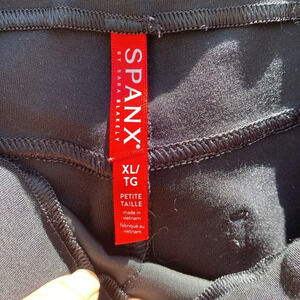 SPANX®
BY SARA BLAKELY
XL/
TG
PETITE
TAILLE
made in
vietnam
fabriqué au
vietnam